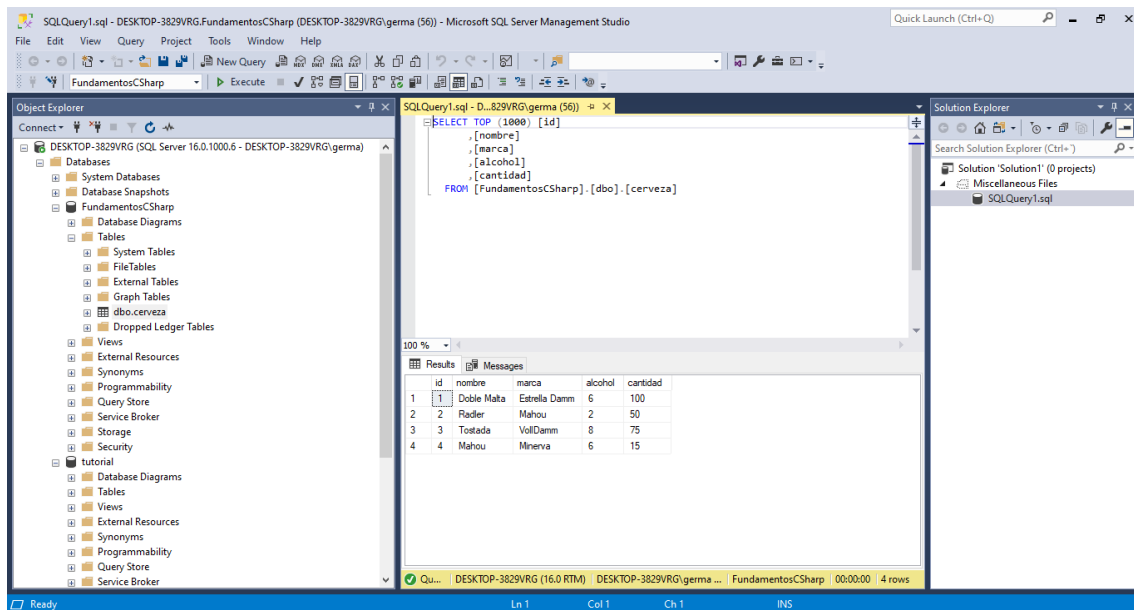 SQLQuery1.sql - DESKTOP-3829VRG.FundamentosCSharp (DESKTOP-3829VRG\germa (56)) - Microsoft SQL Server Management Studio
Quick Launch (Ctrl+Q)
File Edit View Query Project Tools Window Help
New Query
FundamentosCSharp
Execute
Object Explorer
Connect
DESKTOP-3829VRG (SQL Server 16.0.1000.6 - DESKTOP-3829VRG\germa)
Databases
System Databases
Database Snapshots
FundamentosCSharp
Database Diagrams
Tables
System Tables
FileTables
External Tables
Graph Tables
dbo.cerveza
Dropped Ledger Tables
Views
External Resources
Synonyms
Programmability
Query Store
Service Broker
Storage
Security
tutorial
Database Diagrams
Tables
Views
External Resources
Synonyms
Programmability
Query Store
Service Broker
SQLQuery1.sql - D...829VRG\germa (56))
SELECT TOP (1000) [id]
,[nombre]
,[marca]
,[alcohol]
,[cantidad]
FROM [FundamentosCSharp].[dbo].[cerveza]
100 %
Results Messages
id nombre marca alcohol cantidad
1 1 Doble Malta Estrella Damm 6 100
2 2 Radler Mahou 2 50
3 3 Tostada VollDamm 8 75
4 4 Mahou Minerva 6 15
Qu... DESKTOP-3829VRG (16.0 RTM) DESKTOP-3829VRG\germa ... FundamentosCSharp 00:00:00 4 rows
Solution Explorer
Search Solution Explorer (Ctrl+¨)
Solution 'Solution1' (0 projects)
Miscellaneous Files
SQLQuery1.sql
Ready Ln 1 Col 1 Ch 1 INS